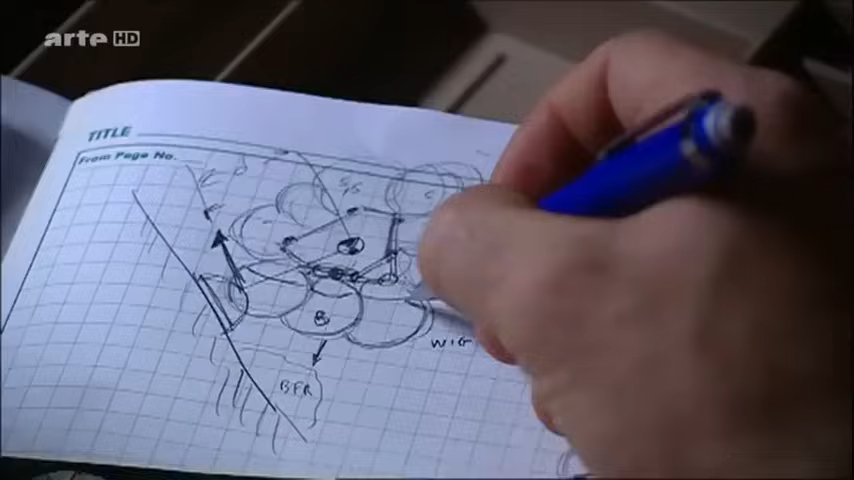 arte HD
TITLE
From Page No.
B
WIG
BFR